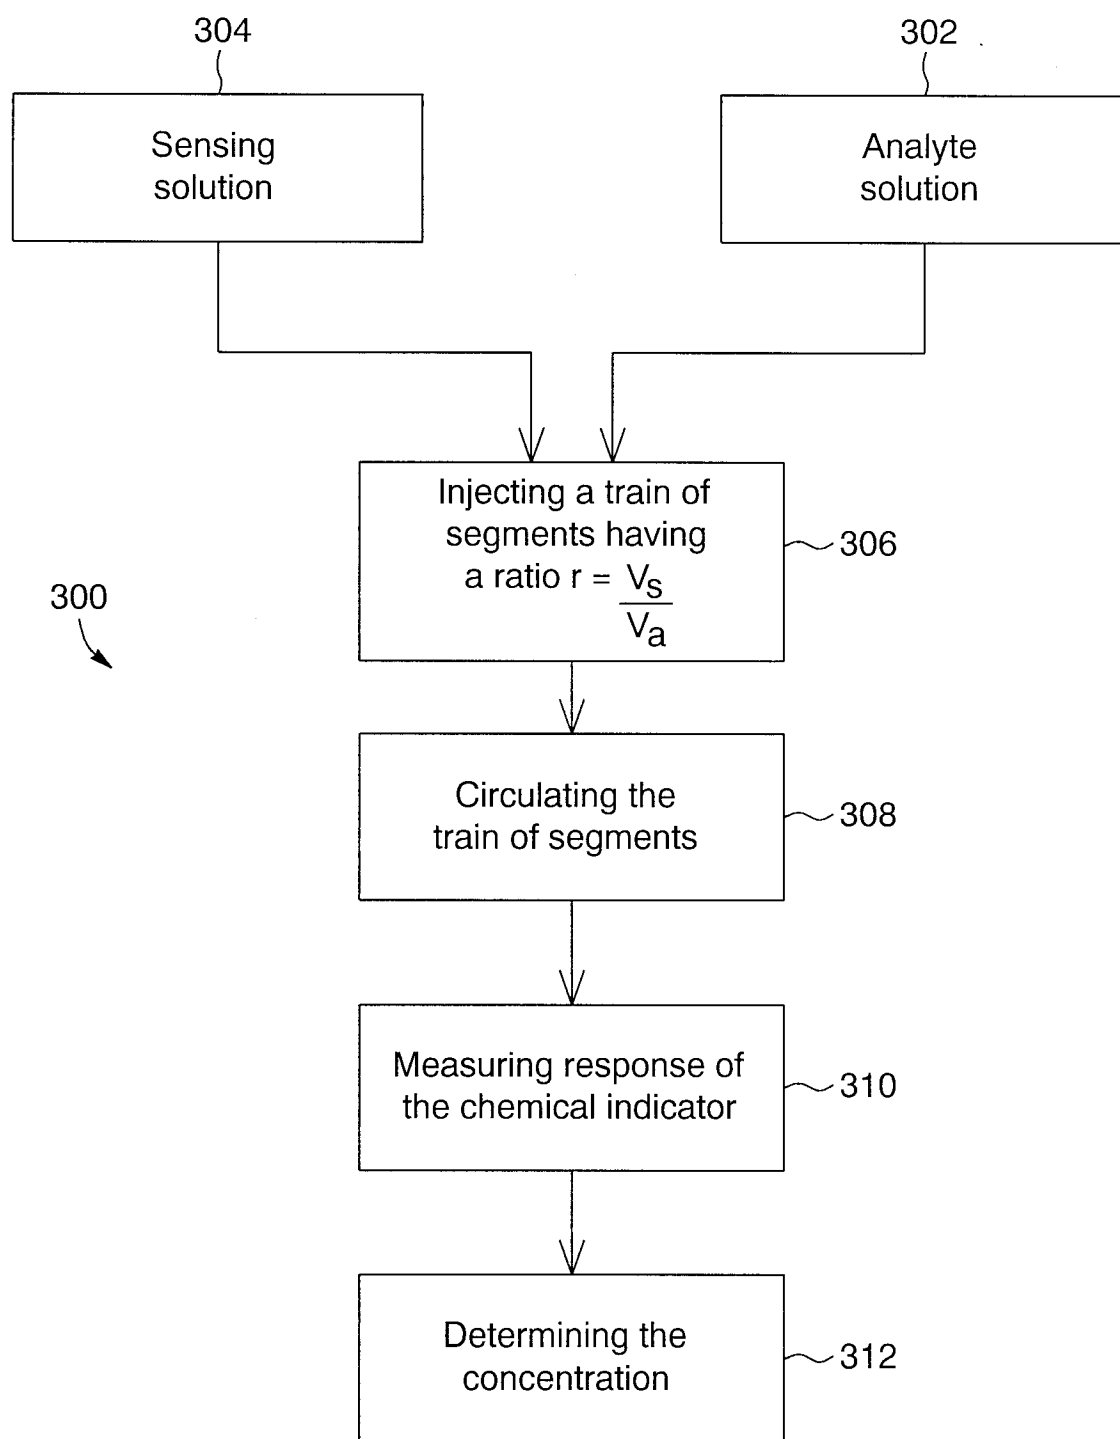 304
302
Sensing
solution
Analyte
solution
Injecting a train of
segments having
a ratio r = Vs
Va
306
300
Circulating the
train of segments
308
Measuring response of
the chemical indicator
310
Determining the
concentration
312